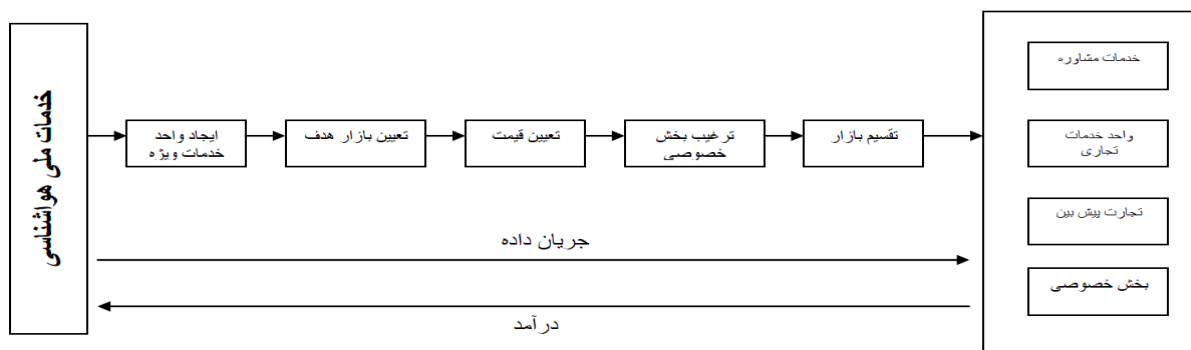 خدمات ملی هواشناسی
ایجاد واحد
خدمات ویژه
تعیین بازار هدف
تعیین قیمت
ترغیب بخش
خصوصی
تقسیم بازار
خدمات مشاوره
واحد خدمات
تجاری
تجارت پیش بین
بخش خصوصی
جریان داده
درآمد